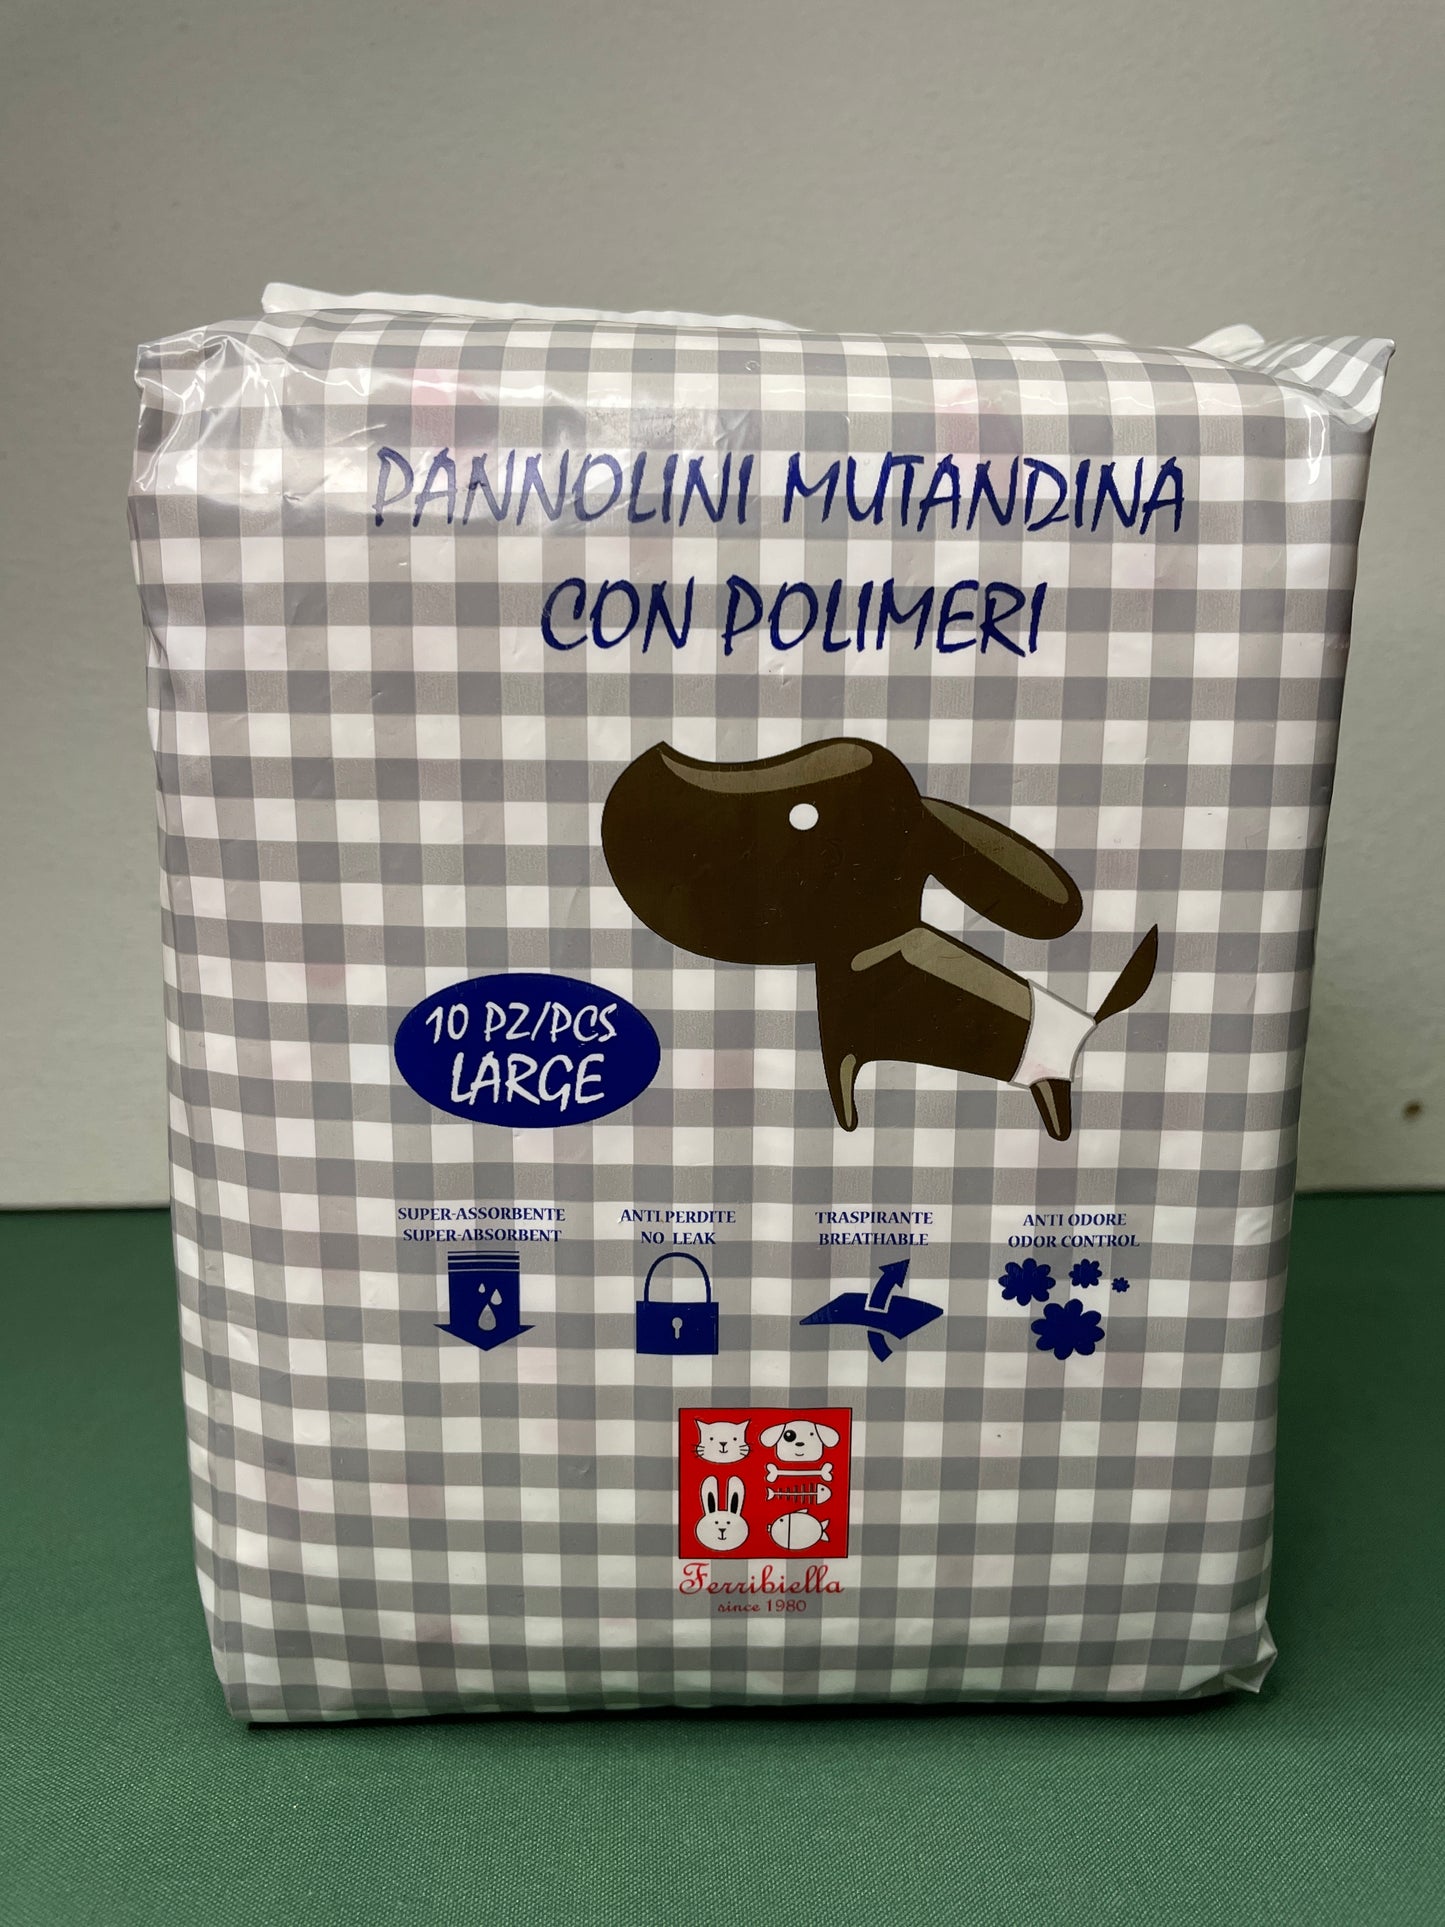 PANNOLINI MUTANDINA
CON POLIMERI
10 PZ/PCS
LARGE
SUPER-ASSORBENTE
SUPER-ABSORBENT
ANTI PERDITE
NO LEAK
TRASPIRANTE
BREATHABLE
ANTI ODORE
ODOR CONTROL
Ferribiella
since 1980